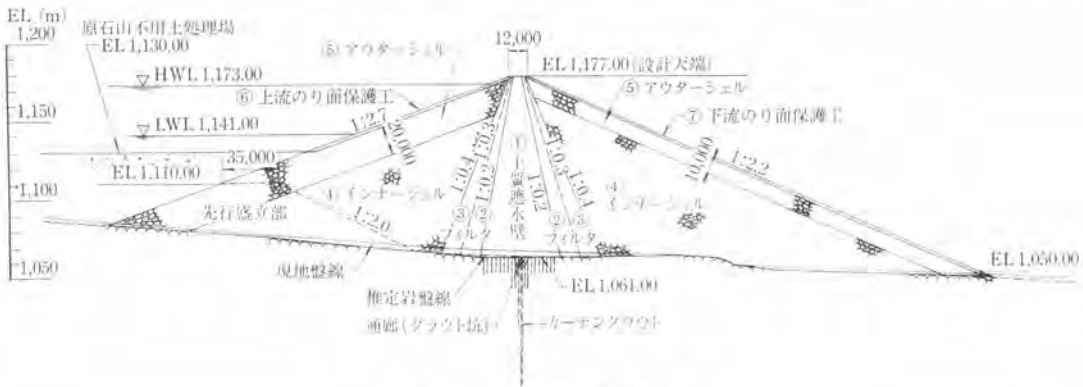 EL (m)
1,200
1,150
1,100
1,050
原石山不用土処理場
EL 1,130.00
HWL 1,173.00
LWL 1,141.00
EL 1,110.00
35,000
先行盛立部
⑥ 上流のり面保護工
⑤ アウターシェル
1:2.7
20,000
④ インナーシェル
1:2.0
12,000
EL 1,177.00(設計天端)
⑤ アウターシェル
⑦ 下流のり面保護工
1:2.2
10,000
1:0.4
1:0.2
1:0.3
① 土質遮水壁
1:0.3
1:0.2
1:0.4
③ ②
フィルタ
② ③
フィルタ
④
インナーシェル
EL 1,050.00
現地盤線
推定岩盤線
通廊(グラウト坑)
EL 1,061.00
カーテングラウト